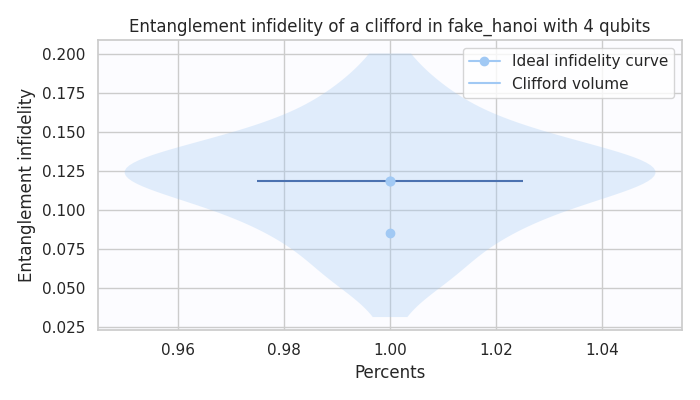 Entanglement infidelity of a clifford in fake_hanoi with 4 qubits
Ideal infidelity curve
Clifford volume
Entanglement infidelity
0.200
0.175
0.150
0.125
0.100
0.075
0.050
0.025
0.96 0.98 1.00 1.02 1.04
Percents